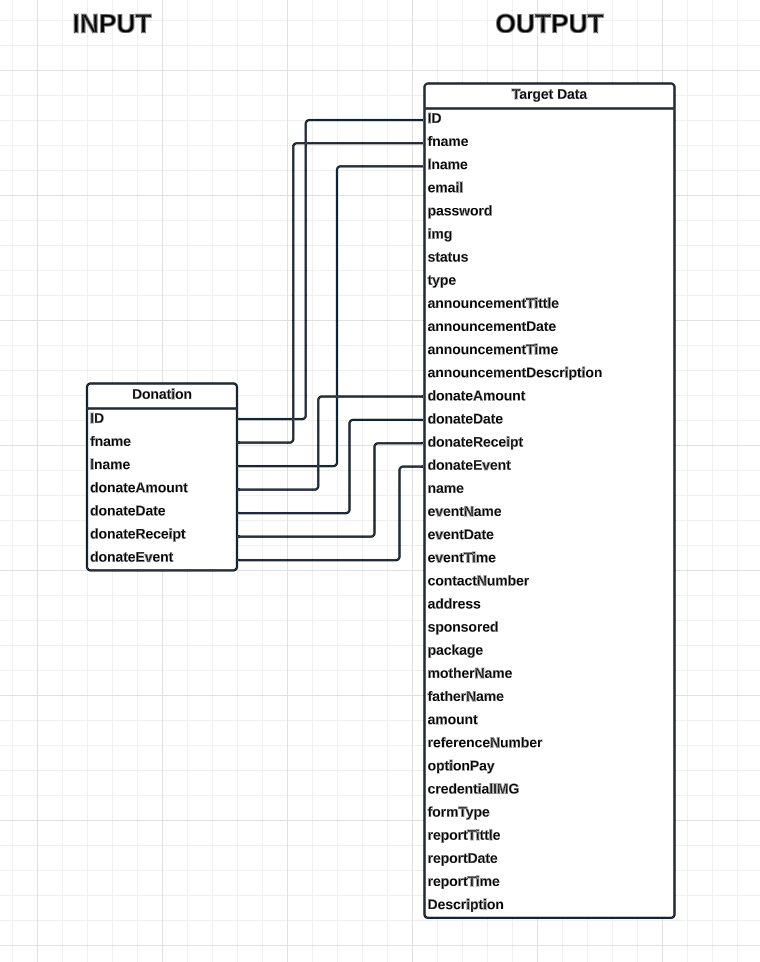 INPUT
OUTPUT
Donation
ID
fname
lname
donateAmount
donateDate
donateReceipt
donateEvent
Target Data
ID
fname
lname
email
password
img
status
type
announcementTittle
announcementDate
announcementTime
announcementDescription
donateAmount
donateDate
donateReceipt
donateEvent
name
eventName
eventDate
eventTime
contactNumber
address
sponsored
package
motherName
fatherName
amount
referenceNumber
optionPay
credentialIMG
formType
reportTittle
reportDate
reportTime
Description